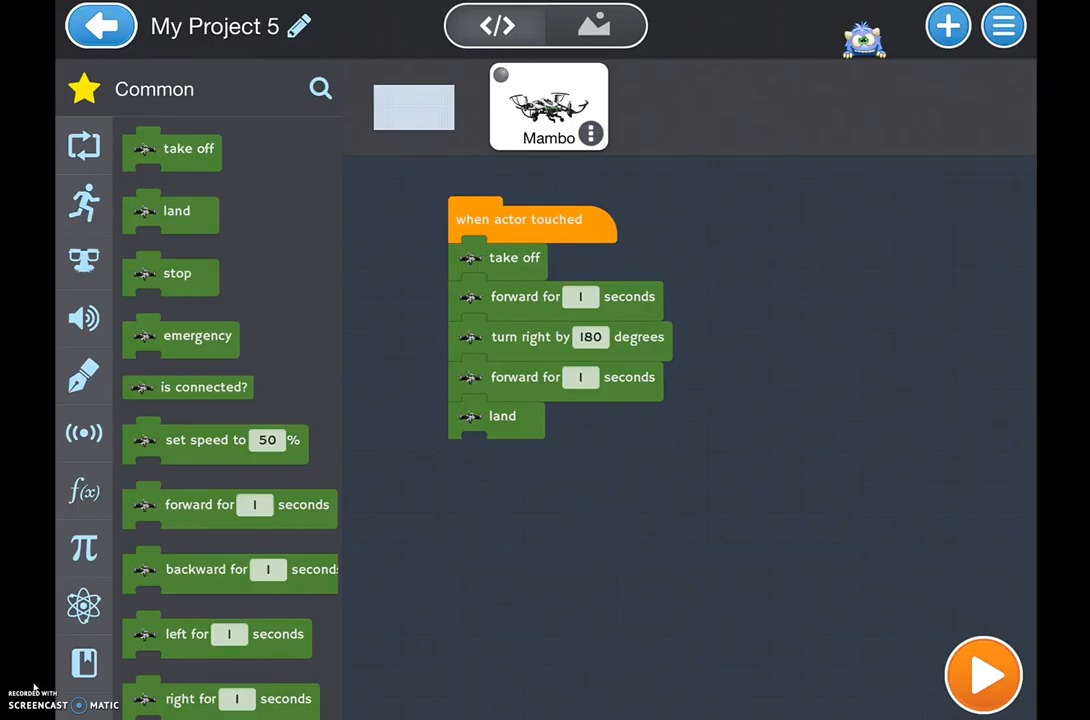 My Project 5
</>
Common
Mambo
take off
land
stop
emergency
is connected?
set speed to 50 %
forward for 1 seconds
backward for 1 second
left for 1 seconds
right for 1 seconds
f(x)
π
when actor touched
take off
forward for 1 seconds
turn right by 180 degrees
forward for 1 seconds
land
RECORDED WITH
SCREENCAST MATIC